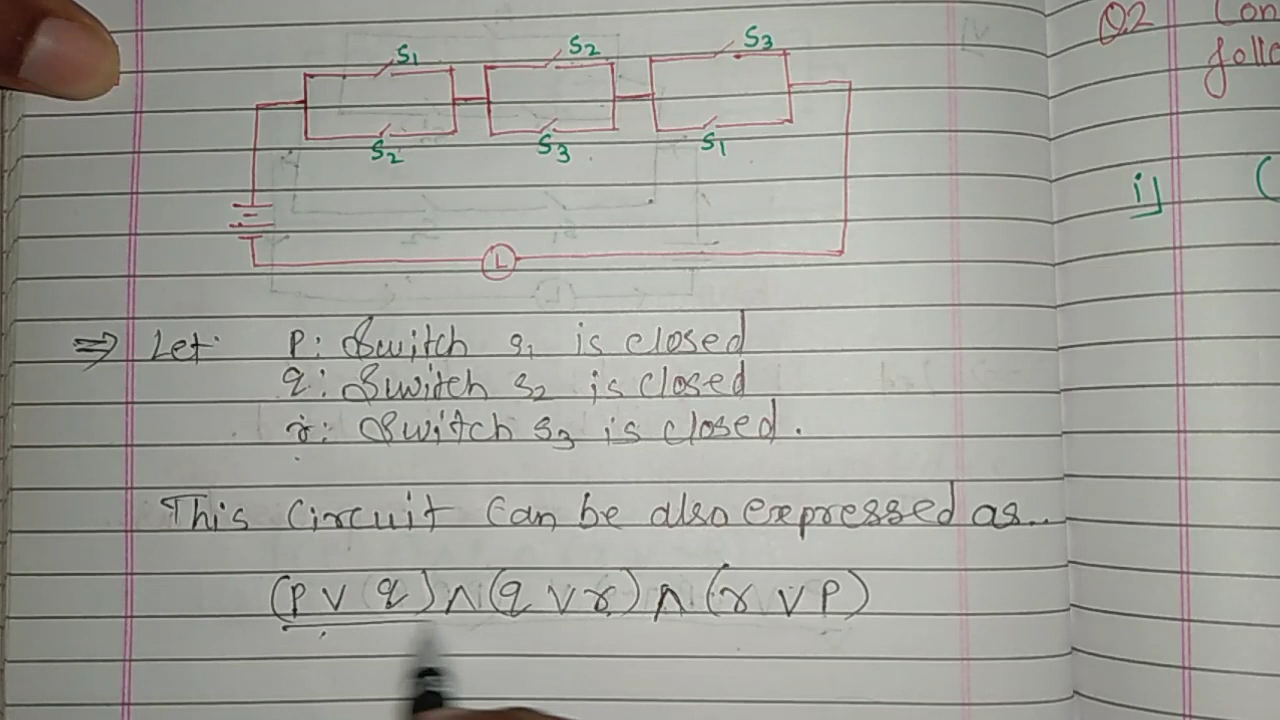 S1 S2 S3
S2 S3 S1
L
⇒ Let P: Switch s1 is closed
q: Switch s2 is closed
r: Switch s3 is closed.
This circuit can be also expressed as..
(p ∨ q) ∧ (q ∨ r) ∧ (r ∨ p)
Q2
i)